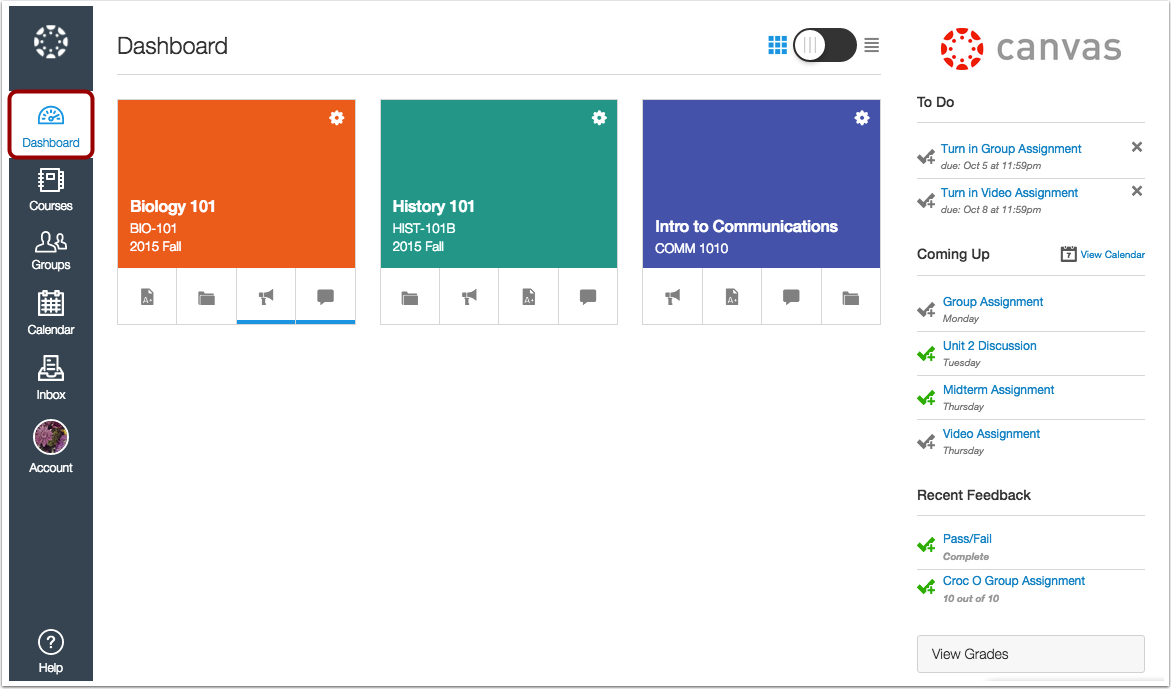 Dashboard
Courses
Groups
Calendar
Inbox
Account
Help
Dashboard
Biology 101
BIO-101
2015 Fall
History 101
HIST-101B
2015 Fall
Intro to Communications
COMM 1010
canvas
To Do
Turn in Group Assignment
due: Oct 5 at 11:59pm
Turn in Video Assignment
due: Oct 8 at 11:59pm
Coming Up
7 View Calendar
Group Assignment
Monday
Unit 2 Discussion
Tuesday
Midterm Assignment
Thursday
Video Assignment
Thursday
Recent Feedback
Pass/Fail
Complete
Croc O Group Assignment
10 out of 10
View Grades